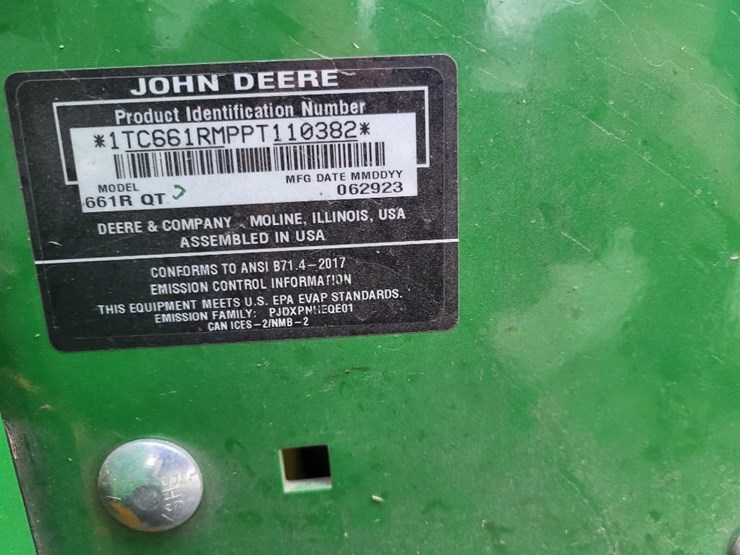 JOHN DEERE
Product Identification Number
*1TC661RMPPT110382*
MODEL
661R QT
MFG DATE MMDDYY
062923
DEERE & COMPANY MOLINE, ILLINOIS, USA
ASSEMBLED IN USA
CONFORMS TO ANSI B71.4-2017
EMISSION CONTROL INFORMATION
THIS EQUIPMENT MEETS U.S. EPA EVAP STANDARDS.
EMISSION FAMILY:
CAN ICES-2/NMB-2